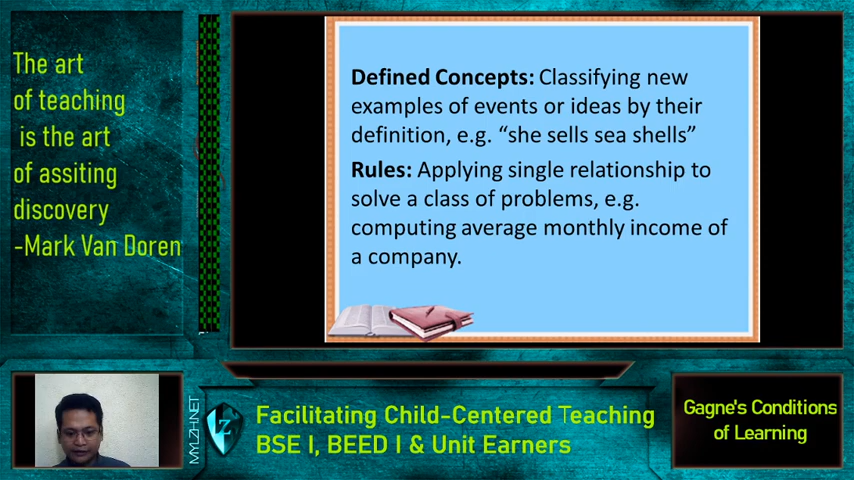 The art
of teaching
is the art
of assiting
discovery
-Mark Van Doren
Defined Concepts: Classifying new
examples of events or ideas by their
definition, e.g. “she sells sea shells”
Rules: Applying single relationship to
solve a class of problems, e.g.
computing average monthly income of
a company.
MYLZH.NET
Z
Facilitating Child-Centered Teaching
BSE I, BEED I & Unit Earners
Gagne's Conditions
of Learning